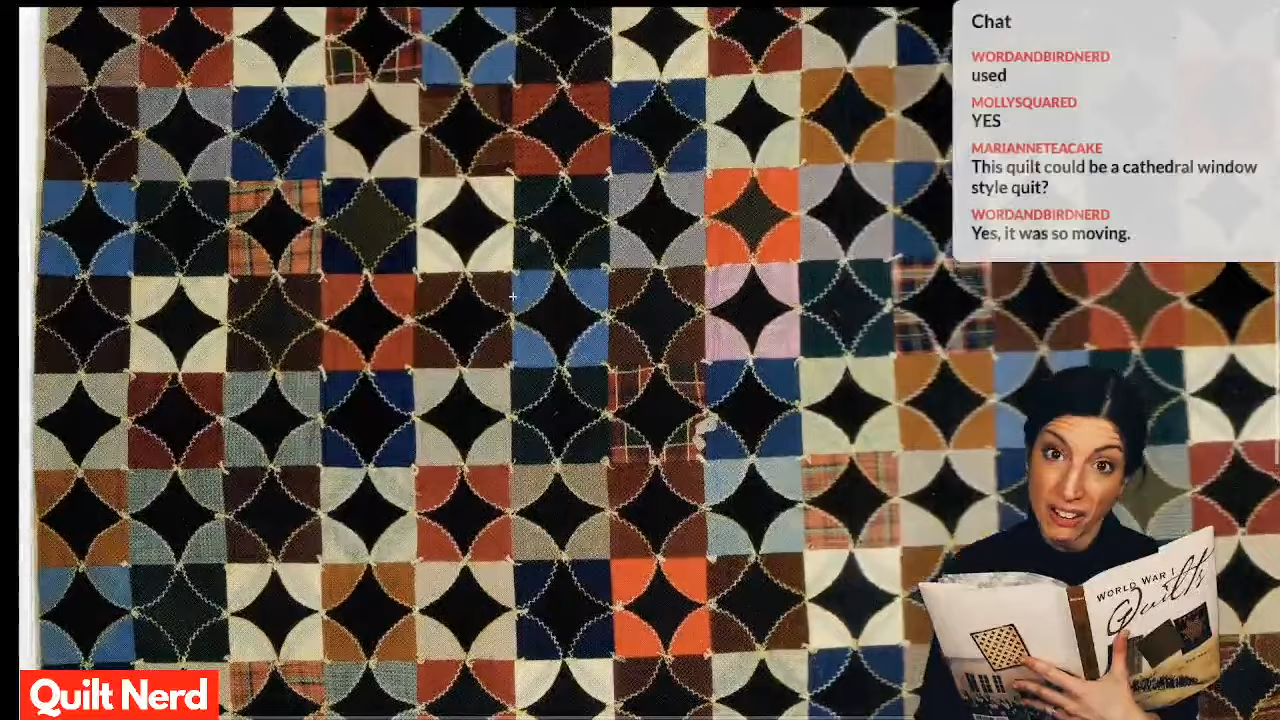 Chat
WORDANDBIRDNERD
used
MOLLYSQUARED
YES
MARIANNETEACAKE
This quilt could be a cathedral window
style quit?
WORDANDBIRDNERD
Yes, it was so moving.
WORLD WAR I
Quilts
Quilt Nerd